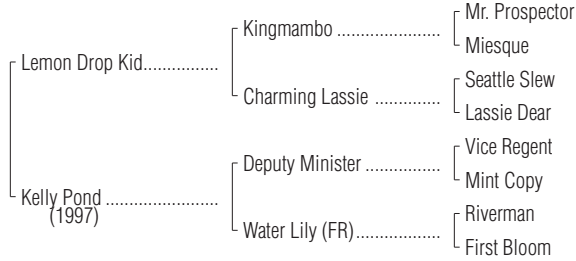 Mr. Prospector
Kingmambo .....................
Miesque
Lemon Drop Kid...............
Seattle Slew
Charming Lassie .............
Lassie Dear
Vice Regent
Deputy Minister ...............
Mint Copy
Kelly Pond ......................
(1997)
Riverman
Water Lily (FR).................
First Bloom